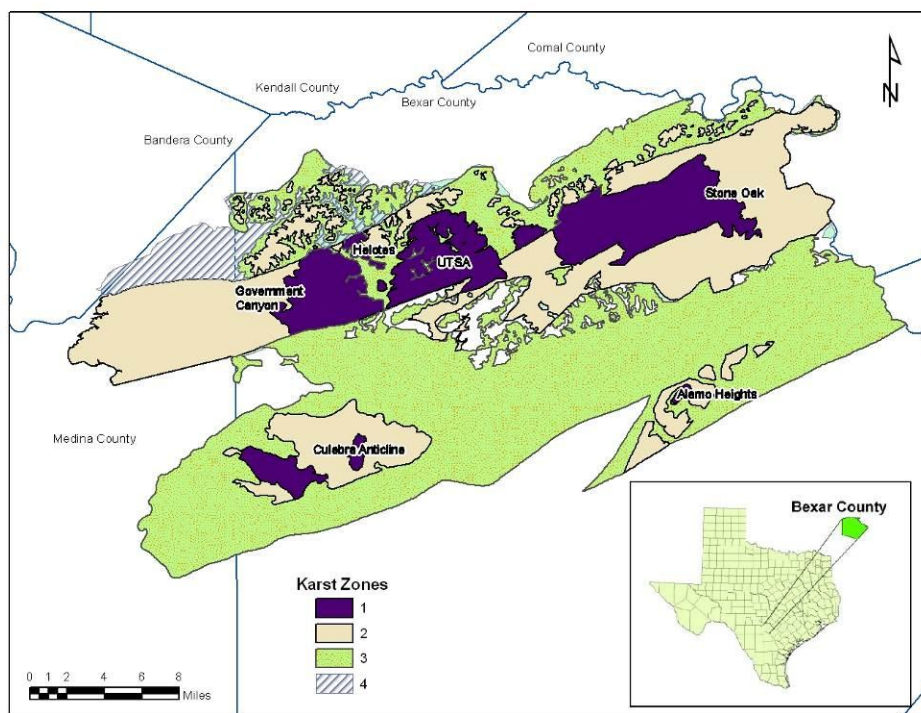 Comal County
Kendall County
Bexar County
Bandera County
N
Stone Oak
Helotes
UTSA
Government
Canyon
Alamo Heights
Medina County
Culebra Anticline
Bexar County
Karst Zones
1
2
3
4
0 1 2 4 6 8
Miles